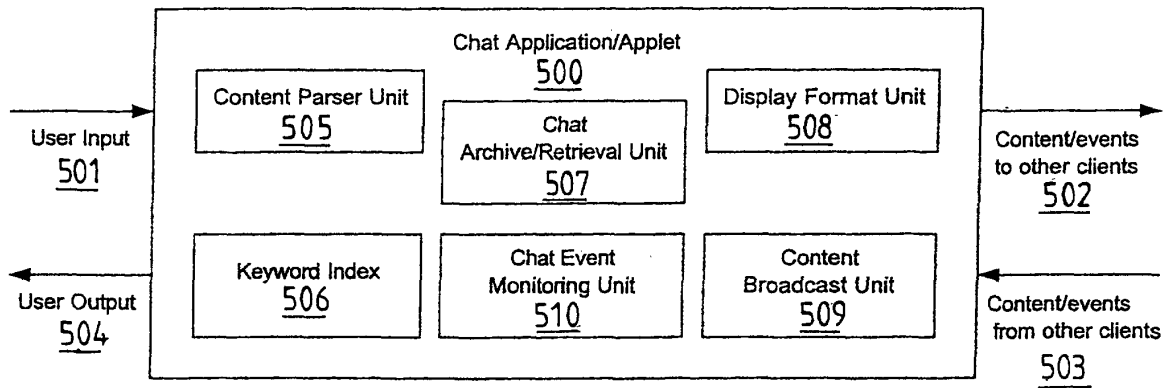 Chat Application/Applet
500
Content Parser Unit
505
Chat
Archive/Retrieval Unit
507
Display Format Unit
508
User Input
501
Content/events
to other clients
502
Keyword Index
506
Chat Event
Monitoring Unit
510
Content
Broadcast Unit
509
User Output
504
Content/events
from other clients
503